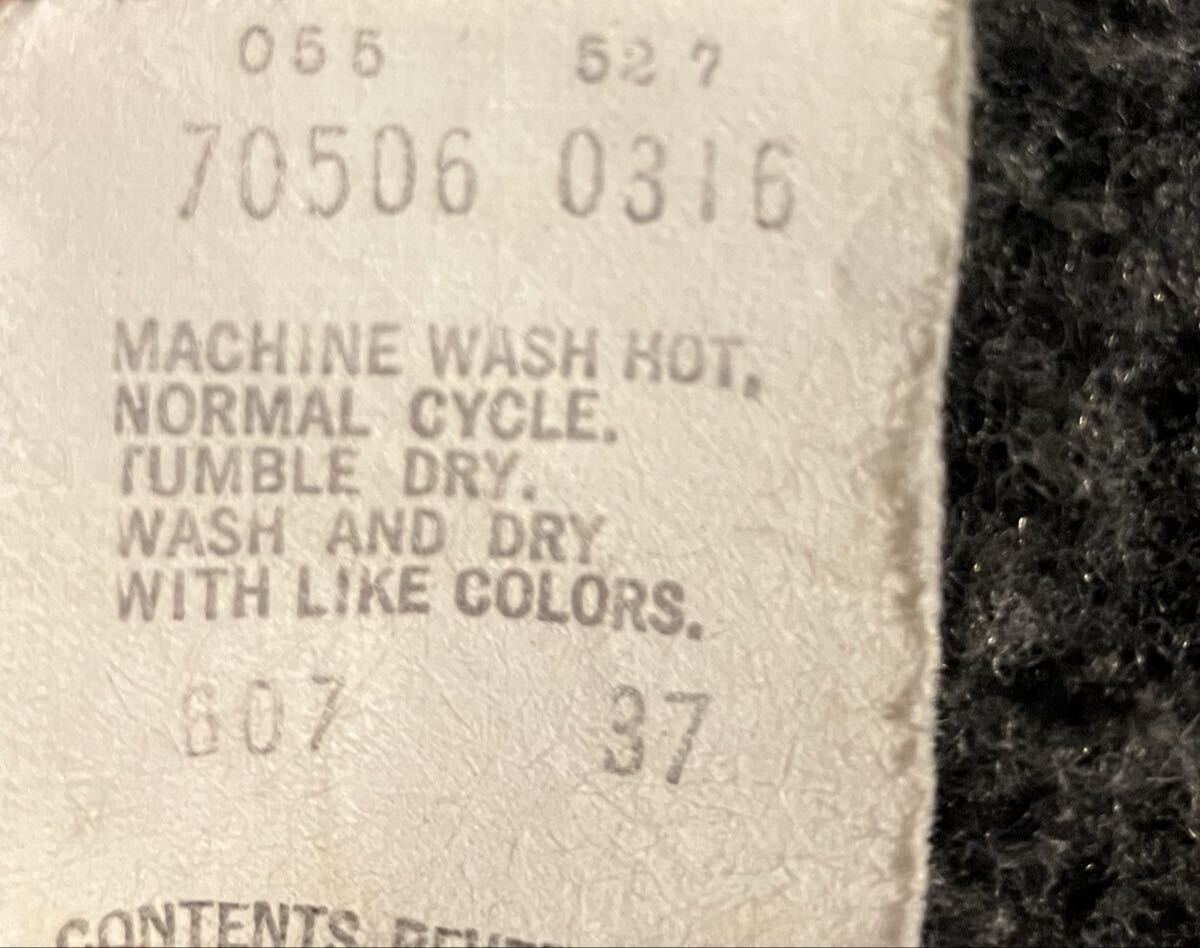 055 527
70506 0316
MACHINE WASH HOT,
NORMAL CYCLE.
TUMBLE DRY.
WASH AND DRY
WITH LIKE COLORS.
607 37
CONTENTS